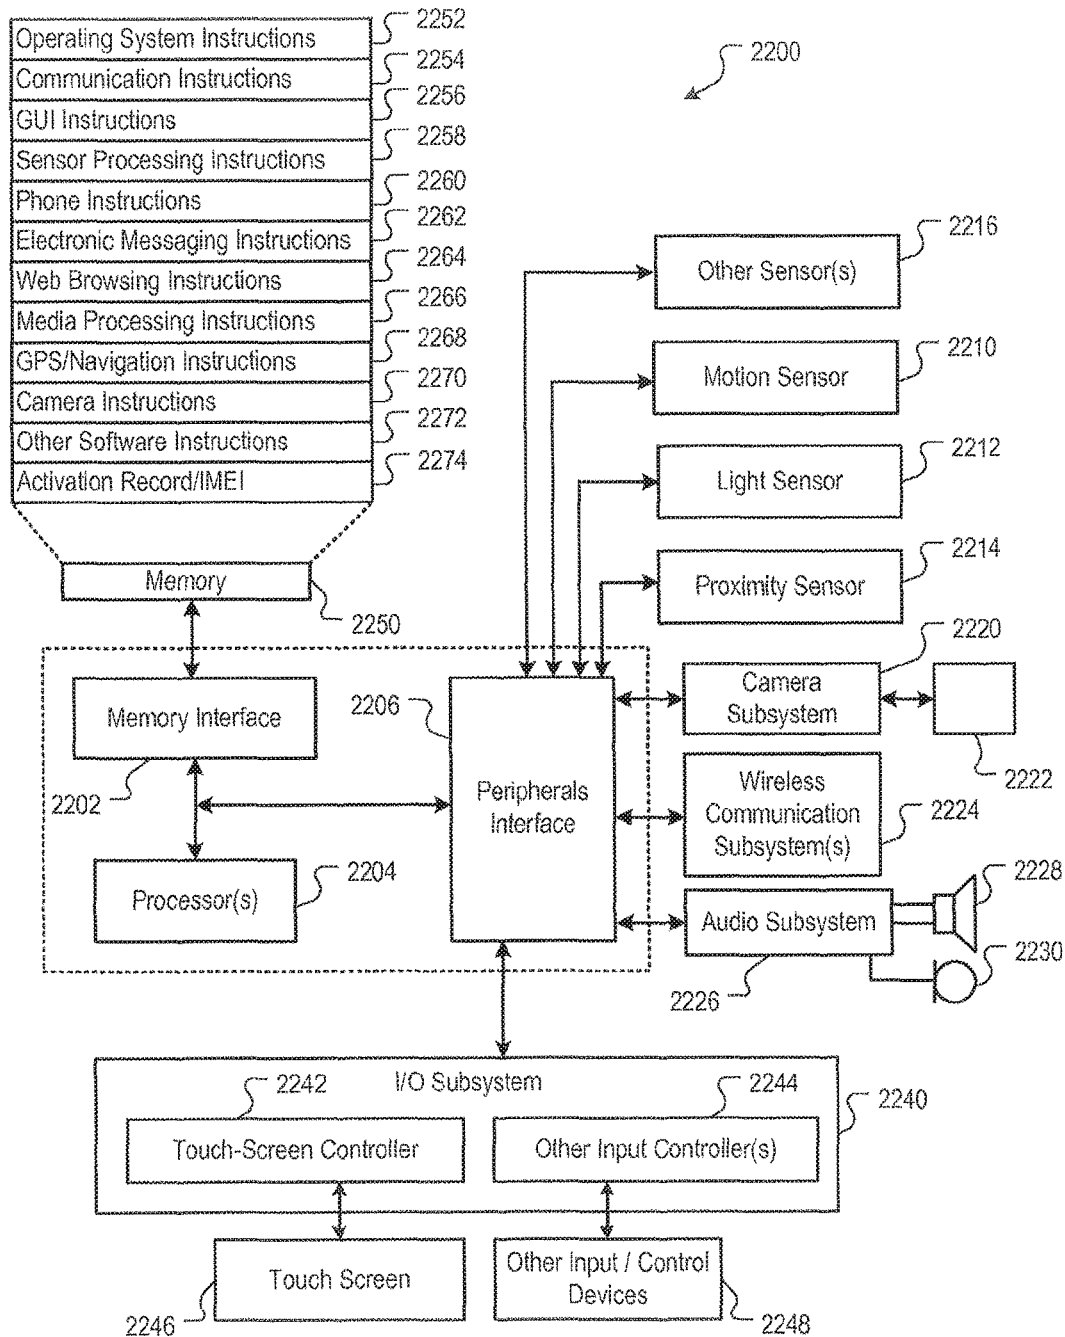 2200
Operating System Instructions
2252
Communication Instructions
2254
GUI Instructions
2256
Sensor Processing Instructions
2258
Phone Instructions
2260
Electronic Messaging Instructions
2262
Web Browsing Instructions
2264
Media Processing Instructions
2266
GPS/Navigation Instructions
2268
Camera Instructions
2270
Other Software Instructions
2272
Activation Record/IMEI
2274
Memory
2250
Other Sensor(s)
2216
Motion Sensor
2210
Light Sensor
2212
Proximity Sensor
2214
Memory Interface
2202
Processor(s)
2204
2206
Peripherals
Interface
Camera
Subsystem
2220
2222
Wireless
Communication
Subsystem(s)
2224
Audio Subsystem
2226
2228
2230
I/O Subsystem
2240
2242
Touch-Screen Controller
2244
Other Input Controller(s)
Touch Screen
2246
Other Input / Control
Devices
2248